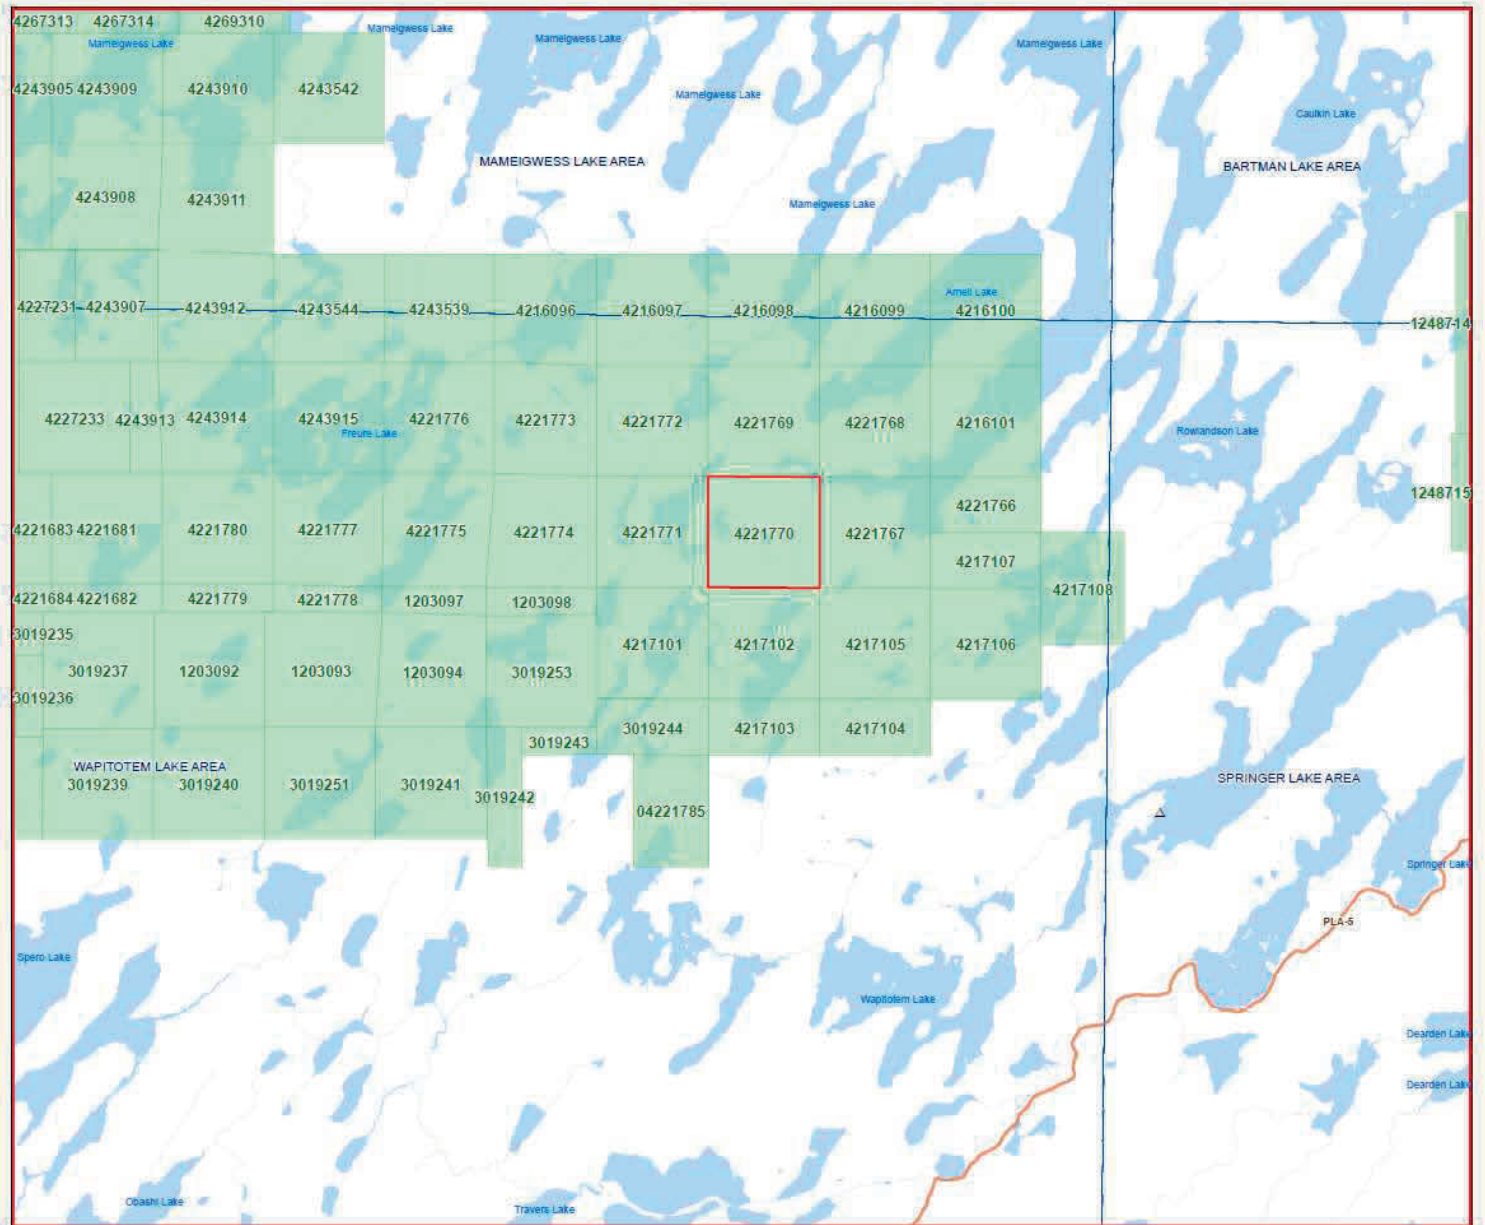 4267313 4267314 4269310
Mameigwess Lake
Mameigwess Lake
Mameigwess Lake
Mameigwess Lake
4243905 4243909 4243910 4243542
Mameigwess Lake
Caulkin Lake
MAMEIGWESS LAKE AREA
BARTMAN LAKE AREA
4243908 4243911
Mameigwess Lake
Arnell Lake
4227231 4243907 4243912 4243544 4243539 4216096 4216097 4216098 4216099 4216100
1248714
4227233 4243913 4243914 4243915 4221776 4221773 4221772 4221769 4221768 4216101
Freure Lake
Rowlandson Lake
1248715
4221766
4221683 4221681 4221780 4221777 4221775 4221774 4221771 4221770 4221767
4217107
4217108
4221684 4221682 4221779 4221778 1203097 1203098
3019235
4217101 4217102 4217105 4217106
3019237 1203092 1203093 1203094 3019253
3019236
3019244 4217103 4217104
3019243
WAPITOTEM LAKE AREA
SPRINGER LAKE AREA
3019239 3019240 3019251 3019241
3019242
04221785
Springer Lake
PLA-5
Spero Lake
Wapitotem Lake
Dearden Lake
Dearden Lake
Obashi Lake
Travers Lake